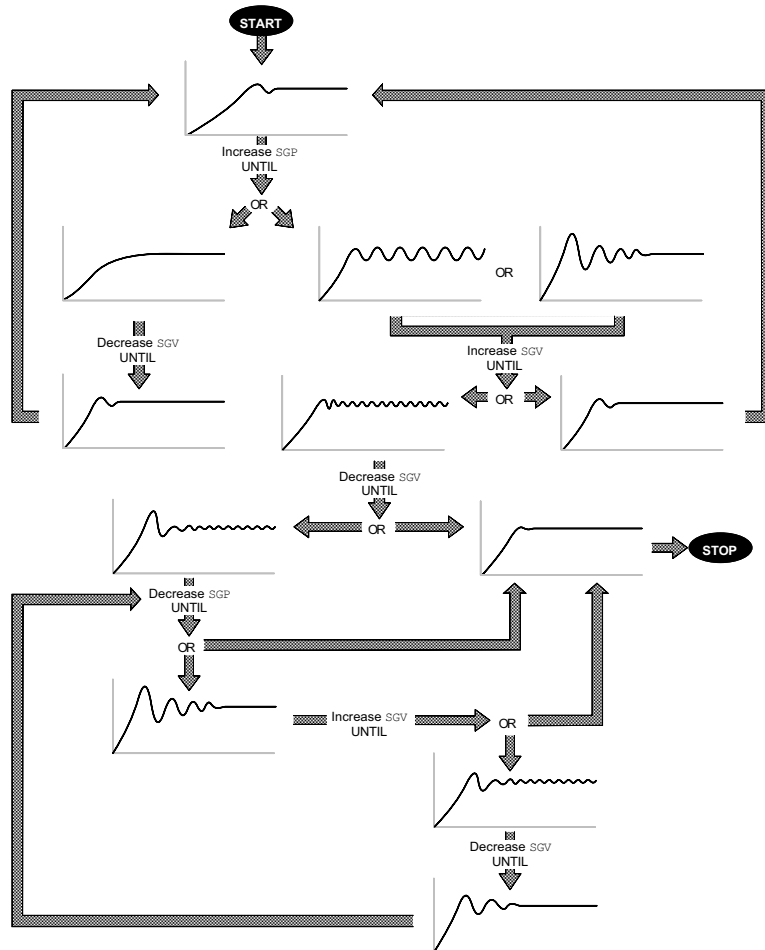 START
Increase SGP
UNTIL
OR
OR
Decrease SGV
UNTIL
Increase SGV
UNTIL
OR
Decrease SGV
UNTIL
OR
STOP
Decrease SGP
UNTIL
OR
Increase SGV
UNTIL
OR
Decrease SGV
UNTIL